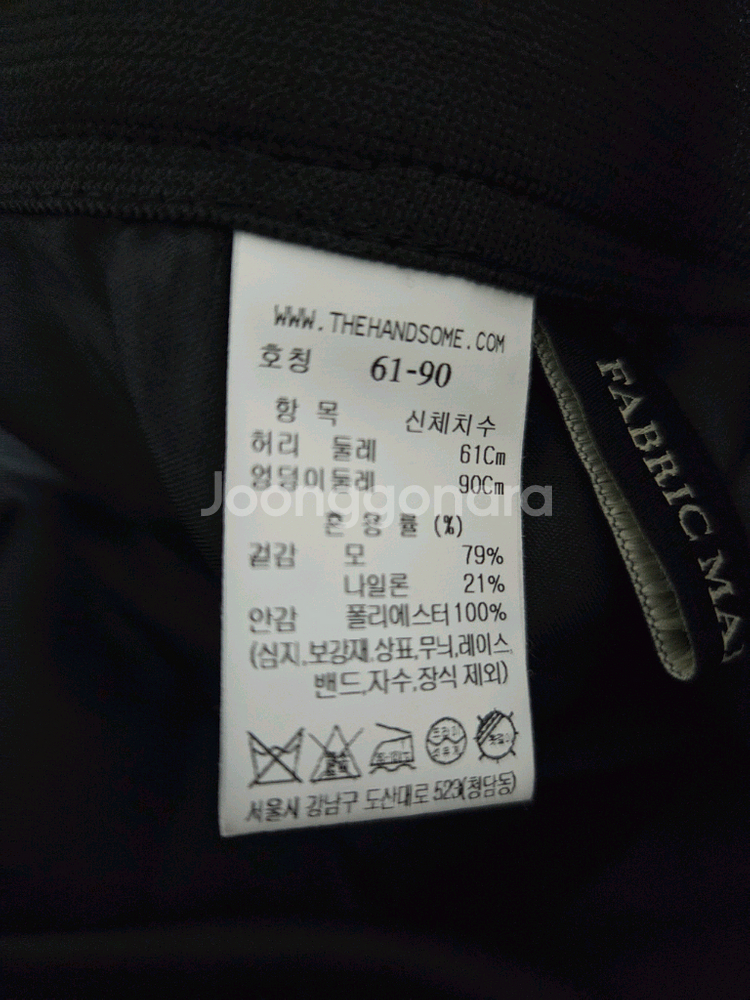 WWW.THEHANDSOME.COM
호칭 61-90
항 목 신체치수
허리 둘레 61Cm
엉덩이둘레 90Cm
Joonggonara
혼 용 률 (%)
겉감 모 79%
나일론 21%
안감 폴리에스터100%
(심지,보강재,상표,무늬,레이스,
밴드,자수,장식 제외)
드라이
서울시 강남구 도산대로 523(청담동)
FABRIC MA